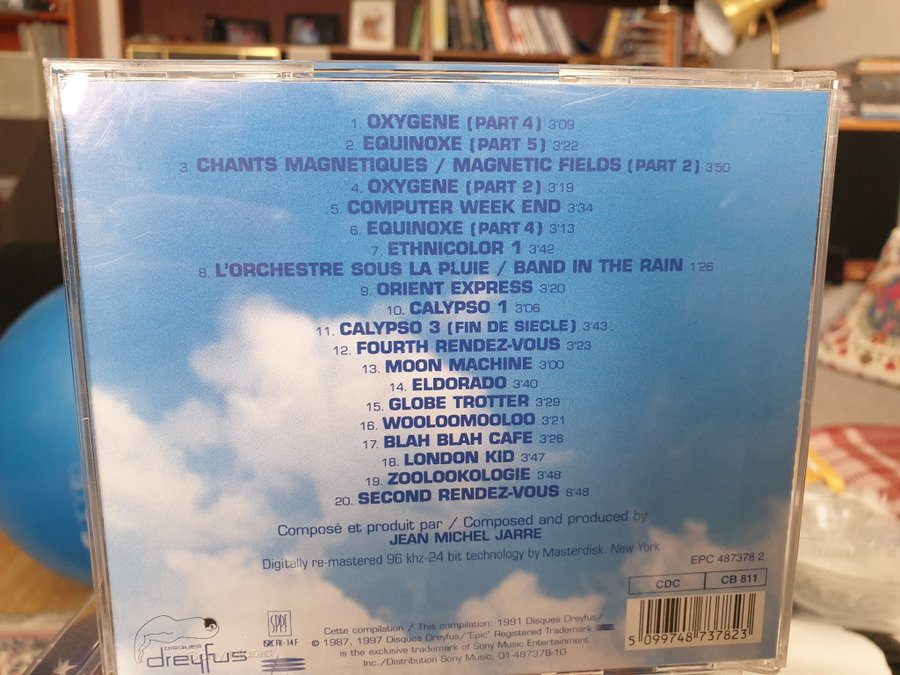 1. OXYGENE (PART 4) 3'09
2. EQUINOXE (PART 5) 3'22
3. CHANTS MAGNETIQUES / MAGNETIC FIELDS (PART 2) 3'50
4. OXYGENE (PART 2) 3'19
5. COMPUTER WEEK END 3'34
6. EQUINOXE (PART 4) 3'13
7. ETHNICOLOR 1 3'42
8. L'ORCHESTRE SOUS LA PLUIE / BAND IN THE RAIN 1'26
9. ORIENT EXPRESS 3'20
10. CALYPSO 1 3'06
11. CALYPSO 3 (FIN DE SIECLE) 3'43
12. FOURTH RENDEZ-VOUS 3'23
13. MOON MACHINE 3'00
14. ELDORADO 3'40
15. GLOBE TROTTER 3'29
16. WOOLOOMOOLOO 3'21
17. BLAH BLAH CAFE 3'26
18. LONDON KID 3'47
19. ZOOLOOKOLOGIE 3'48
20. SECOND RENDEZ-VOUS 8'48
Composé et produit par / Composed and produced by
JEAN MICHEL JARRE
Digitally re-mastered 96 khz-24 bit technology by Masterdisk. New York
EPC 487378 2
CDC CB 811
5 099748 737823
DISQUES
dreyfus
SPPF
ISRC FR-14F
Cette compilation / This compilation: 1991 Disques Dreyfus/
© 1987, 1997 Disques Dreyfus/"Epic" Registered Trademark
is the exclusive trademark of Sony Music Entertainment
Inc./Distribution Sony Music. 01-487378-10